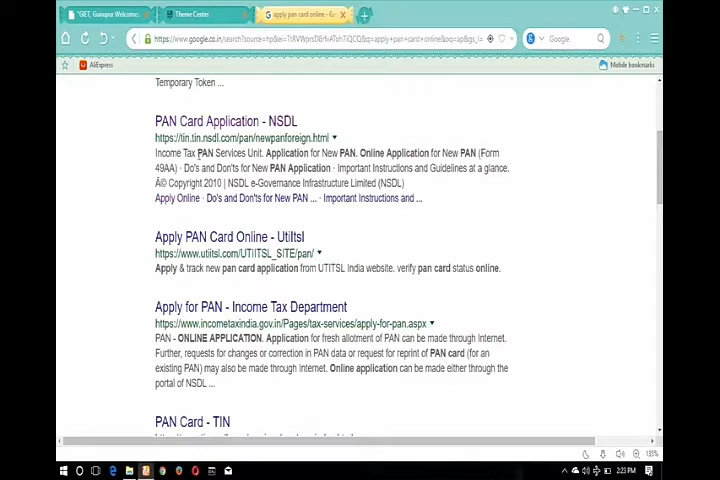 "GET, Gunupur Welcomes
Theme Center
apply pan card online - Go
https://www.google.co.in/search?source=hp&ei=
Google
AliExpress
Mobile bookmarks
Temporary Token ...
PAN Card Application - NSDL
https://tin.tin.nsdl.com/pan/newpanforeign.html
Income Tax PAN Services Unit. Application for New PAN. Online Application for New PAN (Form
49AA) · Do's and Don'ts for New PAN Application · Important Instructions and Guidelines at a glance.
Â© Copyright 2010 | NSDL e-Governance Infrastructure Limited (NSDL)
Apply Online · Do's and Don'ts for New PAN ... · Important Instructions and ...
Apply PAN Card Online - Utiitsl
https://www.utiitsl.com/UTIITSL_SITE/pan/
Apply & track new pan card application from UTIITSL India website. verify pan card status online.
Apply for PAN - Income Tax Department
https://www.incometaxindia.gov.in/Pages/tax-services/apply-for-pan.aspx
PAN - ONLINE APPLICATION. Application for fresh allotment of PAN can be made through Internet.
Further, requests for changes or correction in PAN data or request for reprint of PAN card (for an
existing PAN) may also be made through Internet. Online application can be made either through the
portal of NSDL ...
PAN Card - TIN
135%
2:23 PM